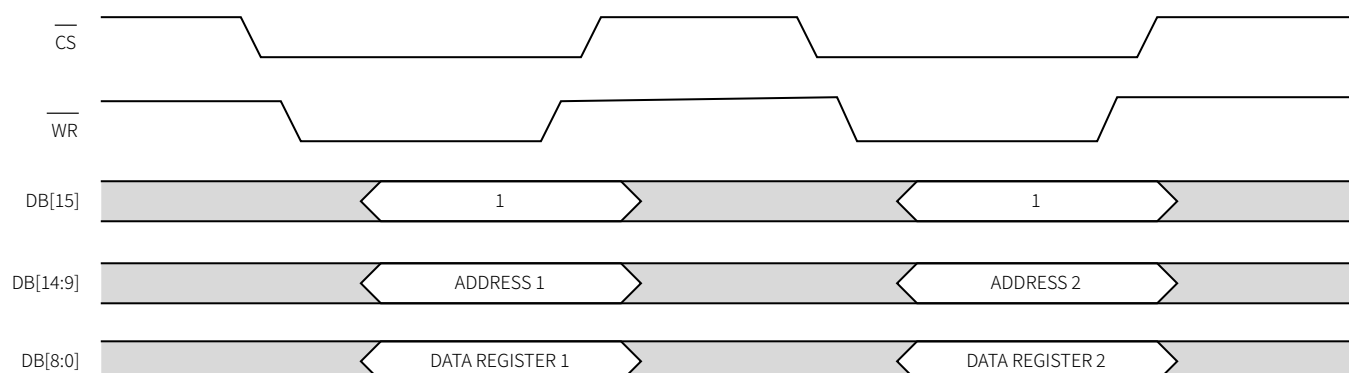 CS
WR
DB[15] 1 1
DB[14:9] ADDRESS 1 ADDRESS 2
DB[8:0] DATA REGISTER 1 DATA REGISTER 2